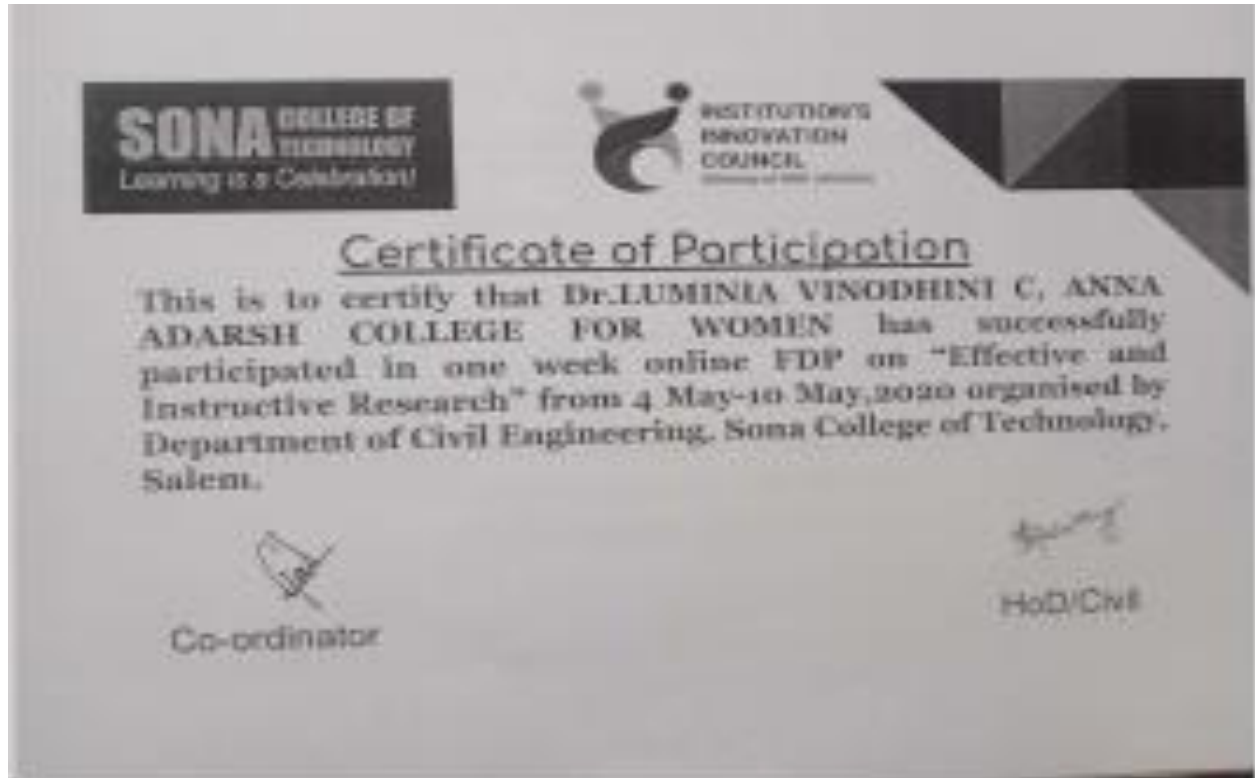 SONA COLLEGE OF
TECHNOLOGY
Learning is a Celebration!
INSTITUTION'S
INNOVATION
COUNCIL
Certificate of Participation
This is to certify that Dr.LUMINIA VINODHINI C, ANNA
ADARSH COLLEGE FOR WOMEN has successfully
participated in one week online FDP on “Effective and
Instructive Research” from 4 May-10 May,2020 organised by
Department of Civil Engineering, Sona College of Technology,
Salem.
Co-ordinator
HoD/Civil